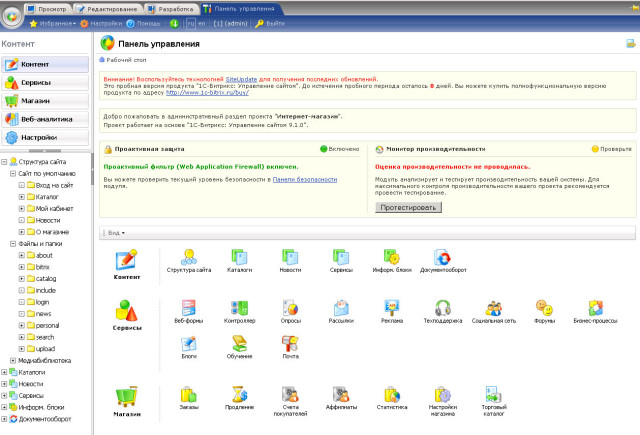 Просмотр Редактирование Разработка Панель управления
Избранное Настройки Помощь ru en [1] (admin) Выйти
Контент
Контент
Сервисы
Магазин
Веб-аналитика
Настройки
Структура сайта
Сайт по умолчанию
Вход на сайт
Каталог
Мой кабинет
Новости
О магазине
Файлы и папки
about
bitrix
catalog
include
login
news
personal
search
upload
Медиабиблиотека
Каталоги
Новости
Сервисы
Информ. блоки
Документооборот
Панель управления
Рабочий стол
Внимание! Воспользуйтесь технологией SiteUpdate для получения последних обновлений.
Это пробная версия продукта "1С-Битрикс: Управление сайтом". До истечения пробного периода осталось 8 дней. Вы можете купить полнофункциональную версию
продукта по адресу http://www.1c-bitrix.ru/buy/
Добро пожаловать в административный раздел проекта "Интернет-магазин".
Проект работает на основе "1С-Битрикс: Управление сайтом 9.1.0".
Проактивная защита Включено
Проактивный фильтр (Web Application Firewall) включен.
Вы можете проверить текущий уровень безопасности в Панели безопасности
модуля.
Монитор производительности Проверьте
Оценка производительности не проводилась.
Модуль анализирует и тестирует производительность вашей системы. Для
максимального контроля производительности вашего проекта рекомендуется
провести тестирование.
Протестировать
Вид
Контент
Структура сайта Каталоги Новости Сервисы Информ. блоки Документооборот
Сервисы
Веб-формы Контроллер Опросы Рассылки Реклама Техподдержка Социальная сеть Форумы Бизнес-процессы
Блоги Обучение Почта
Магазин
Заказы Продление Счета
покупателей Аффилиаты Статистика Настройки
магазина Торговый
каталог